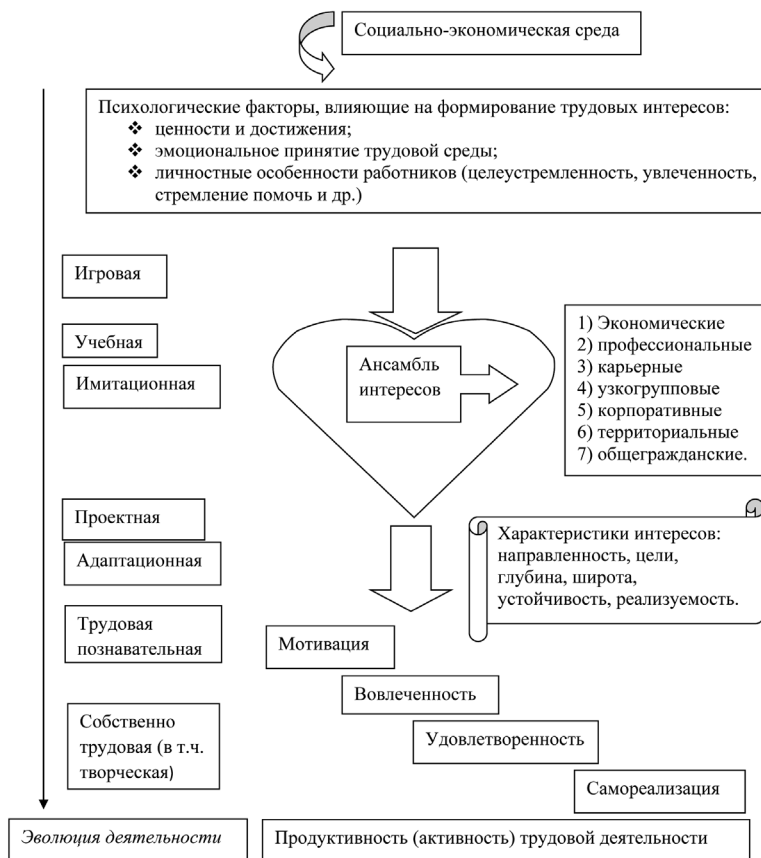 Социально-экономическая среда
Психологические факторы, влияющие на формирование трудовых интересов:
❖ ценности и достижения;
❖ эмоциональное принятие трудовой среды;
❖ личностные особенности работников (целеустремленность, увлеченность,
стремление помочь и др.)
Игровая
Учебная
Имитационная
Ансамбль
интересов
1) Экономические
2) профессиональные
3) карьерные
4) узкогрупповые
5) корпоративные
6) территориальные
7) общегражданские.
Проектная
Адаптационная
Характеристики интересов:
направленность, цели,
глубина, широта,
устойчивость, реализуемость.
Трудовая
познавательная
Мотивация
Вовлеченность
Собственно
трудовая (в т.ч.
творческая)
Удовлетворенность
Самореализация
Эволюция деятельности
Продуктивность (активность) трудовой деятельности